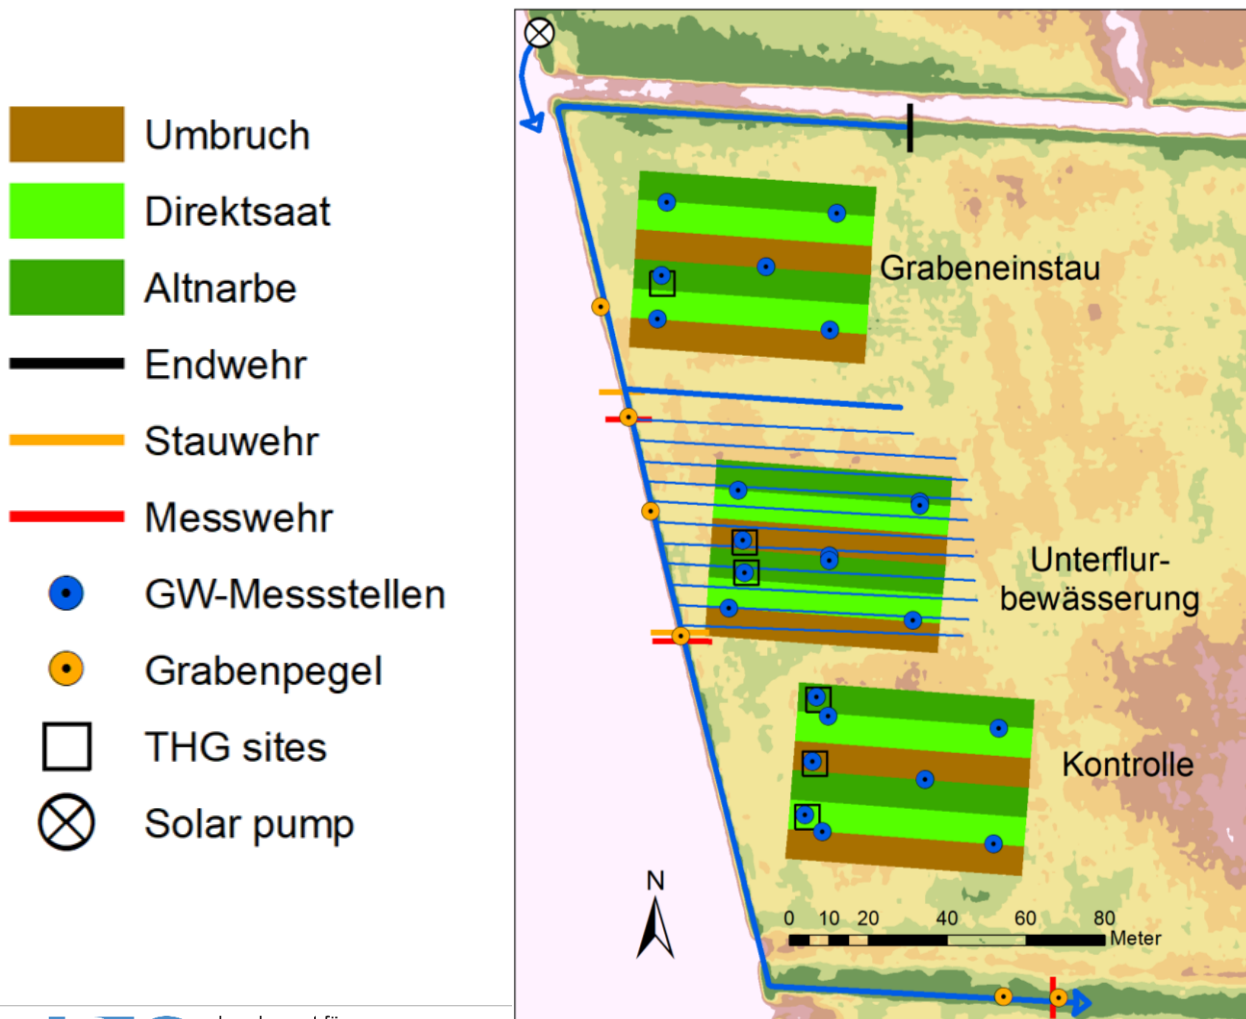 Umbruch
Direktsaat
Altnarbe
Endwehr
Stauwehr
Messwehr
GW-Messstellen
Grabenpegel
THG sites
Solar pump
Grabeneinstau
Unterflur-
bewässerung
Kontrolle
N
0 10 20 40 60 80
Meter